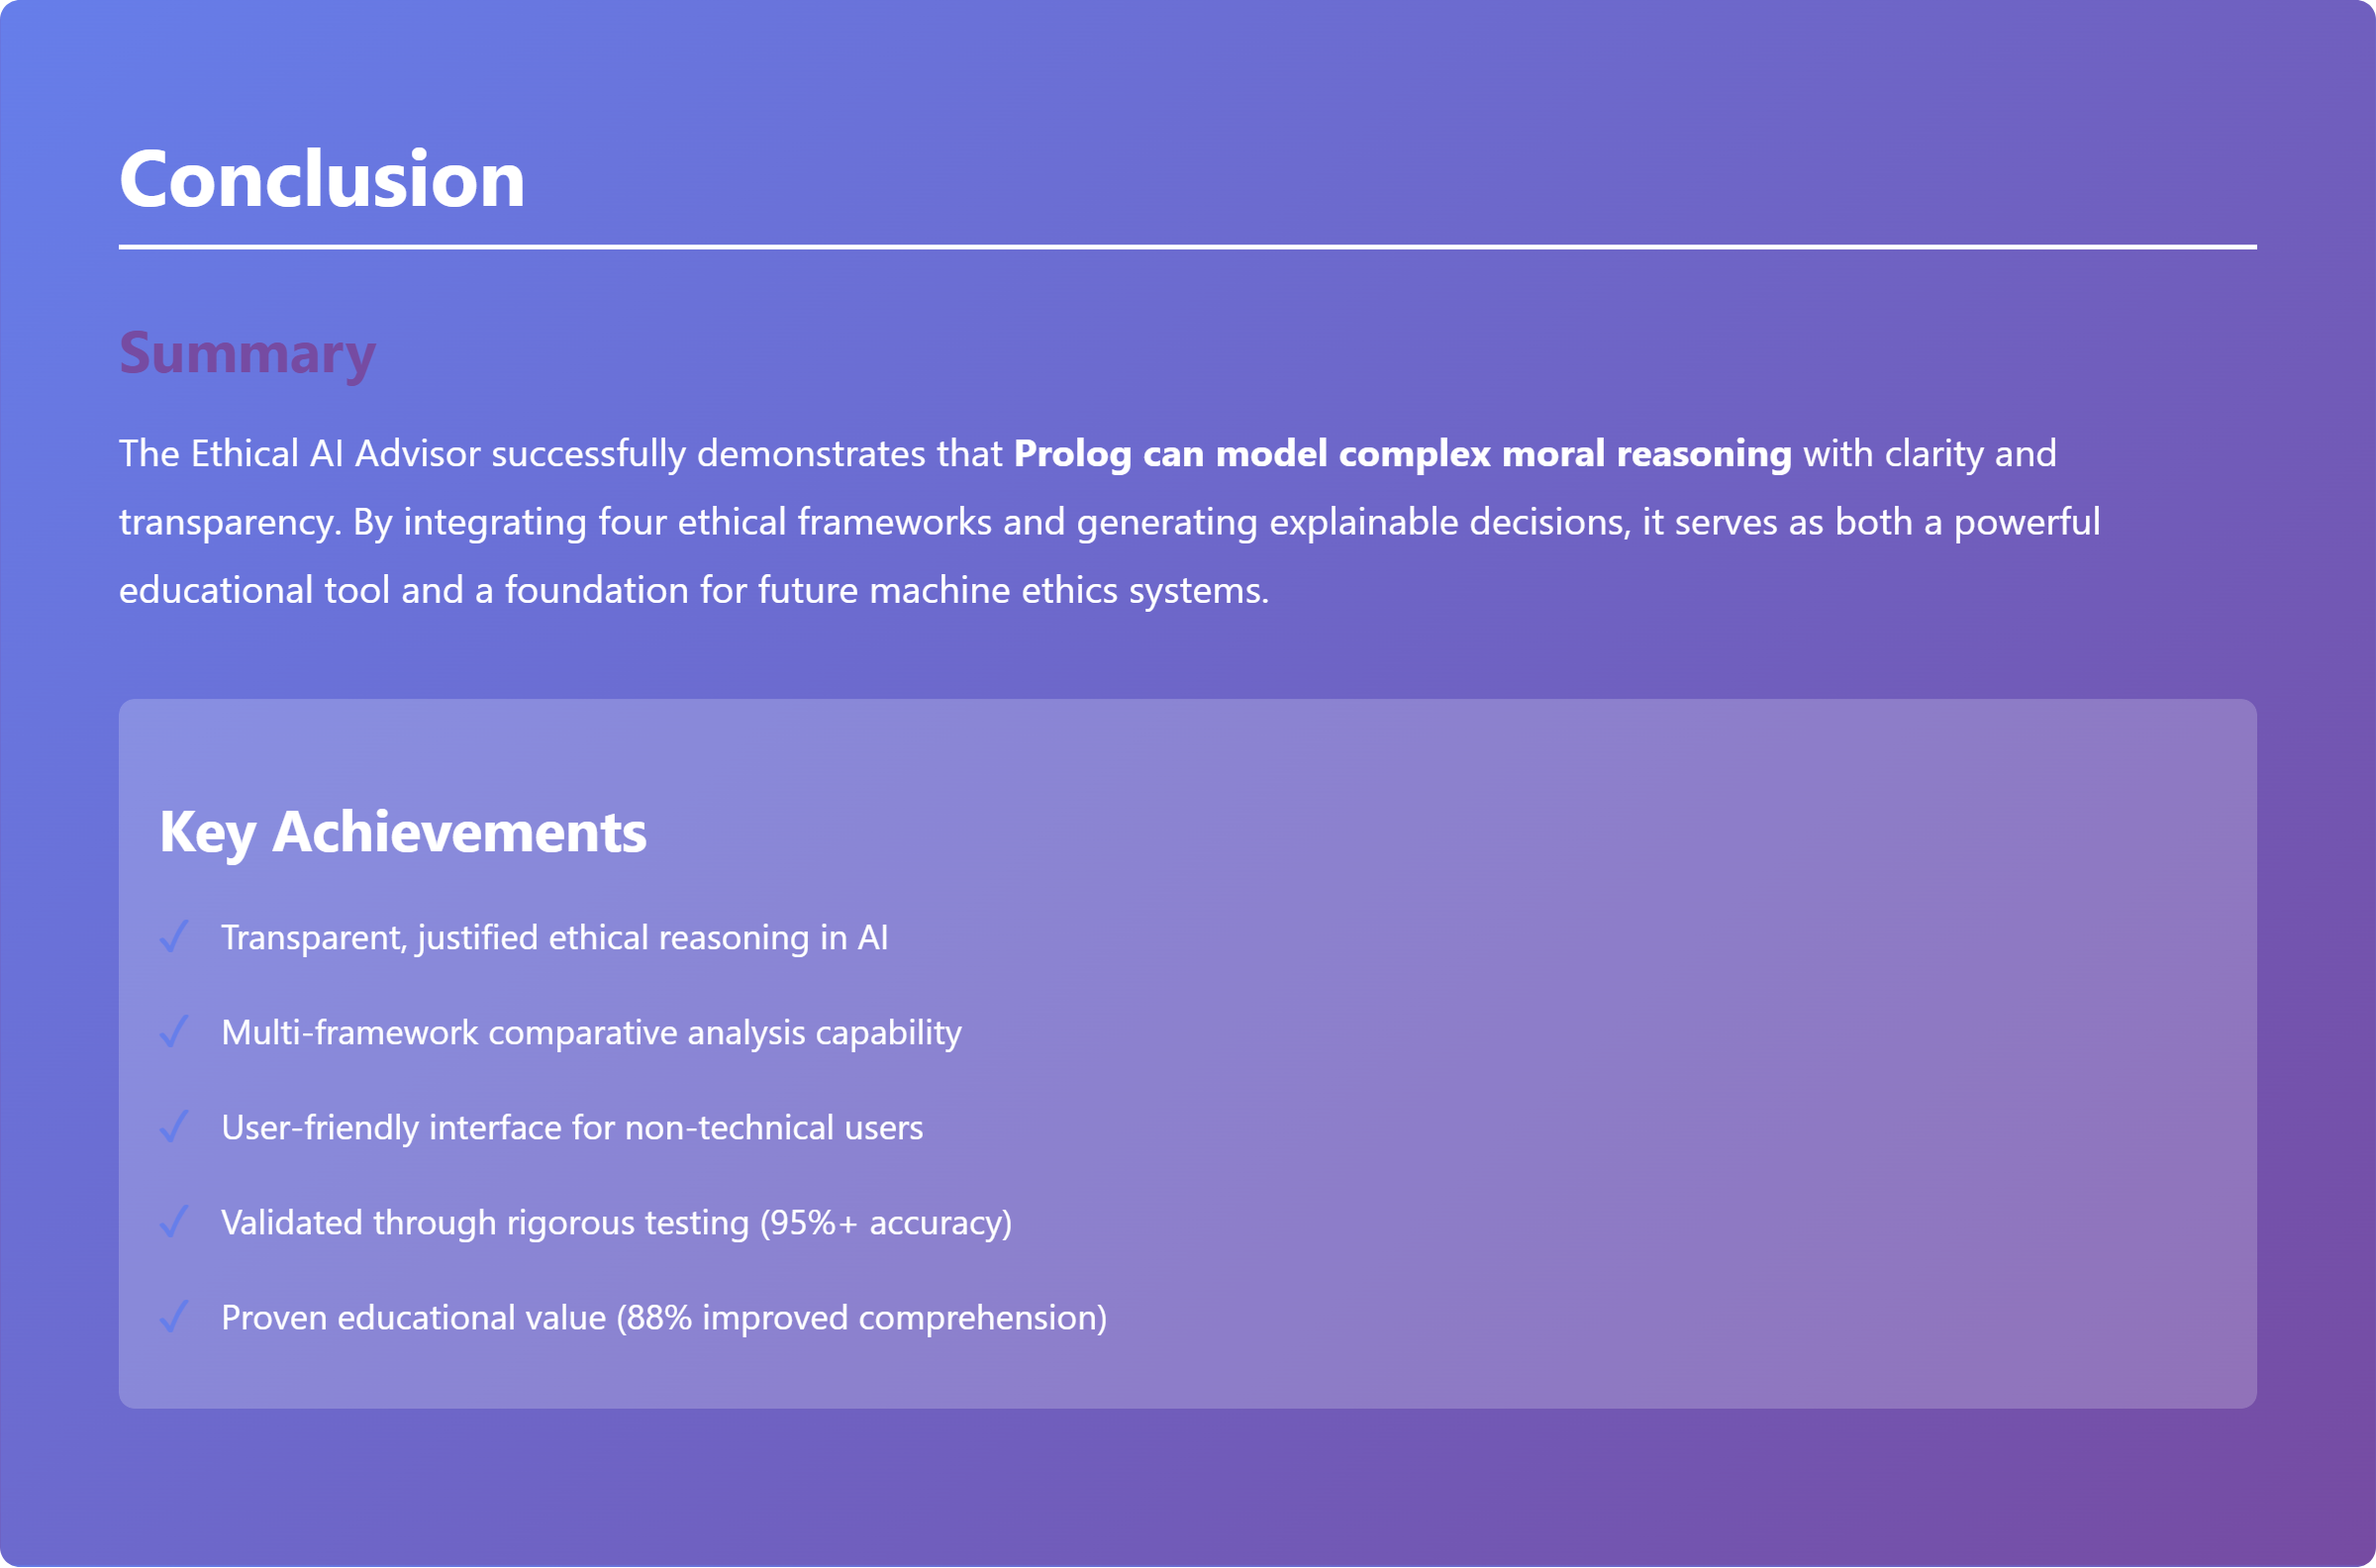 Conclusion
Summary
The Ethical AI Advisor successfully demonstrates that Prolog can model complex moral reasoning with clarity and
transparency. By integrating four ethical frameworks and generating explainable decisions, it serves as both a powerful
educational tool and a foundation for future machine ethics systems.
Key Achievements
✓ Transparent, justified ethical reasoning in AI
✓ Multi-framework comparative analysis capability
✓ User-friendly interface for non-technical users
✓ Validated through rigorous testing (95%+ accuracy)
✓ Proven educational value (88% improved comprehension)